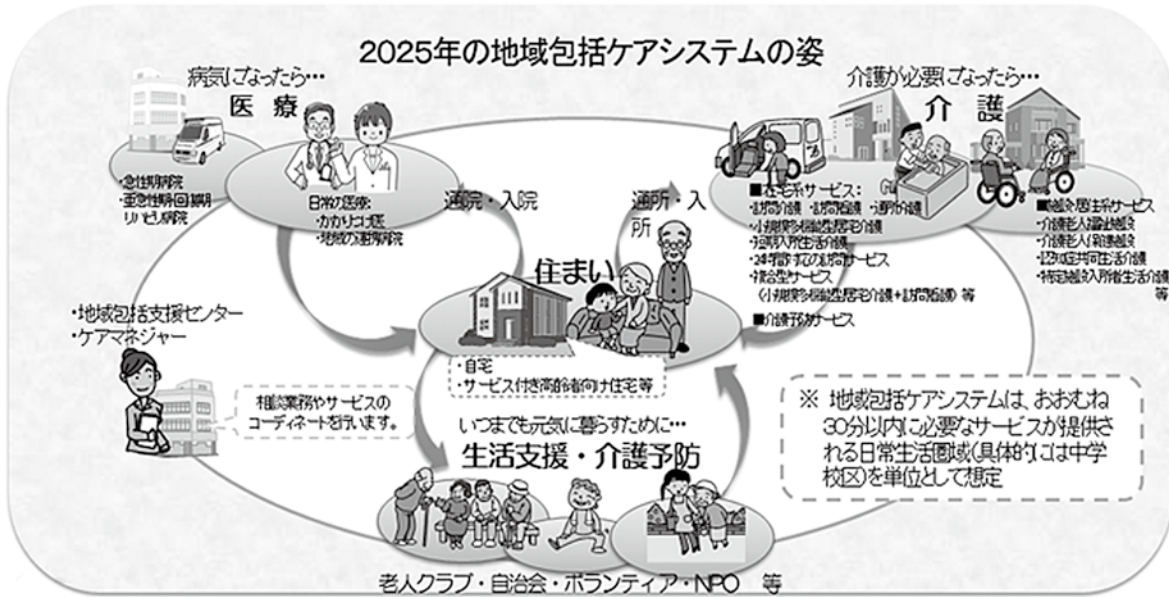 2025年の地域包括ケアシステムの姿
病気になったら…
医療
・急性期病院
・亜急性期・回復期
リハビリ病院
日常の医療:
・かかりつけ医
・地域の連携病院
通院・入院
通所・入
所
介護が必要になったら…
介護
■在宅系サービス:
・訪問介護・訪問看護・通所介護
・小規模多機能型居宅介護
・短期入所生活介護
・24時間対応の訪問サービス
・複合型サービス
(小規模多機能型居宅介護+訪問看護)等
■介護予防サービス
■施設・居住系サービス
・介護老人福祉施設
・介護老人保健施設
・認知症共同生活介護
・特定施設入所者生活介護
等
住まい
・自宅
・サービス付き高齢者向け住宅等
・地域包括支援センター
・ケアマネジャー
相談業務やサービスの
コーディネートを行います。
いつまでも元気に暮らすために…
生活支援・介護予防
老人クラブ・自治会・ボランティア・NPO 等
※ 地域包括ケアシステムは、おおむね
30分以内に必要なサービスが提供さ
れる日常生活圏域(具体的には中学
校区)を単位として想定